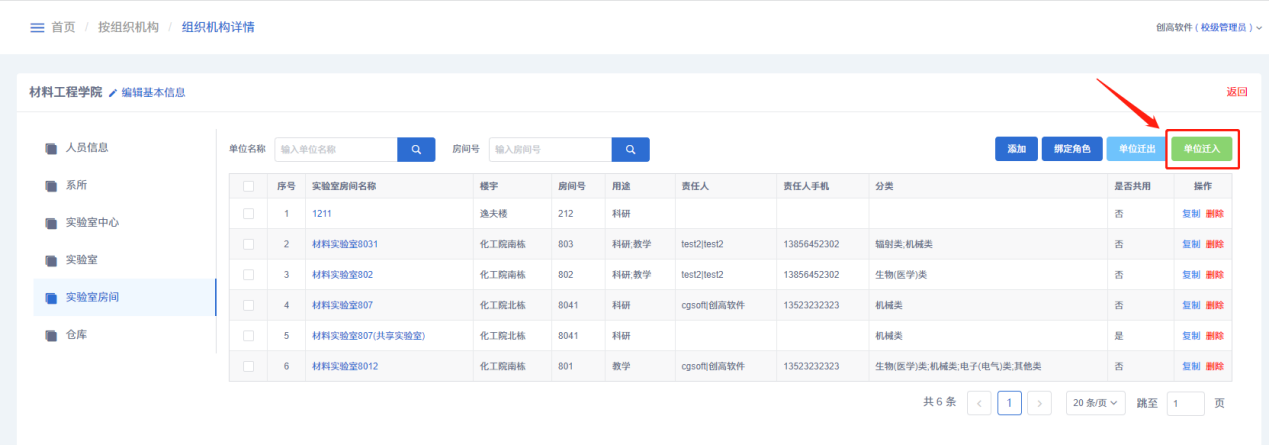 首页 / 按组织机构 / 组织机构详情
创高软件 ( 校级管理员 )
材料工程学院 编辑基本信息
返回
人员信息
系所
实验室中心
实验室
实验室房间
仓库
单位名称 输入单位名称 房间号 输入房间号 添加 绑定角色 单位迁出 单位迁入
序号 实验室房间名称 楼宇 房间号 用途 责任人 责任人手机 分类 是否共用 操作
1 1211 逸夫楼 212 科研 否 复制 删除
2 材料实验室8031 化工院南栋 803 科研;教学 test2|test2 13856452302 辐射类;机械类 否 复制 删除
3 材料实验室802 化工院南栋 802 科研;教学 test2|test2 13856452302 生物(医学)类 否 复制 删除
4 材料实验室807 化工院北栋 8041 科研 cgsoft|创高软件 13523232323 机械类 否 复制 删除
5 材料实验室807(共享实验室) 化工院北栋 8041 科研 机械类 是 复制 删除
6 材料实验室8012 化工院南栋 801 教学 cgsoft|创高软件 13523232323 生物(医学)类;机械类;电子(电气)类;其他类 否 复制 删除
共 6 条 < 1 > 20 条/页 跳至 1 页